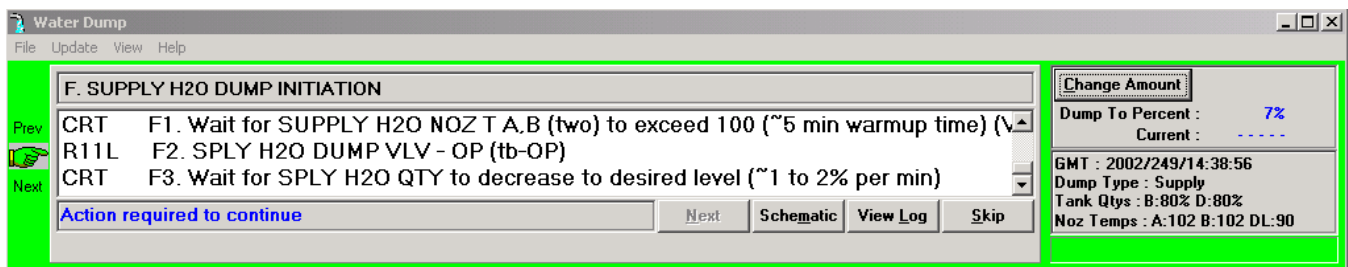 Water Dump
File Update View Help
Prev
Next
F. SUPPLY H2O DUMP INITIATION
CRT F1. Wait for SUPPLY H2O NOZ T A,B (two) to exceed 100 (~5 min warmup time) (
R11L F2. SPLY H2O DUMP VLV - OP (tb-OP)
CRT F3. Wait for SPLY H2O QTY to decrease to desired level (~1 to 2% per min)
Action required to continue
Next Schematic View Log Skip
Change Amount
Dump To Percent : 7%
Current : - - - - -
GMT : 2002/249/14:38:56
Dump Type : Supply
Tank Qtys : B:80% D:80%
Noz Temps : A:102 B:102 DL:90